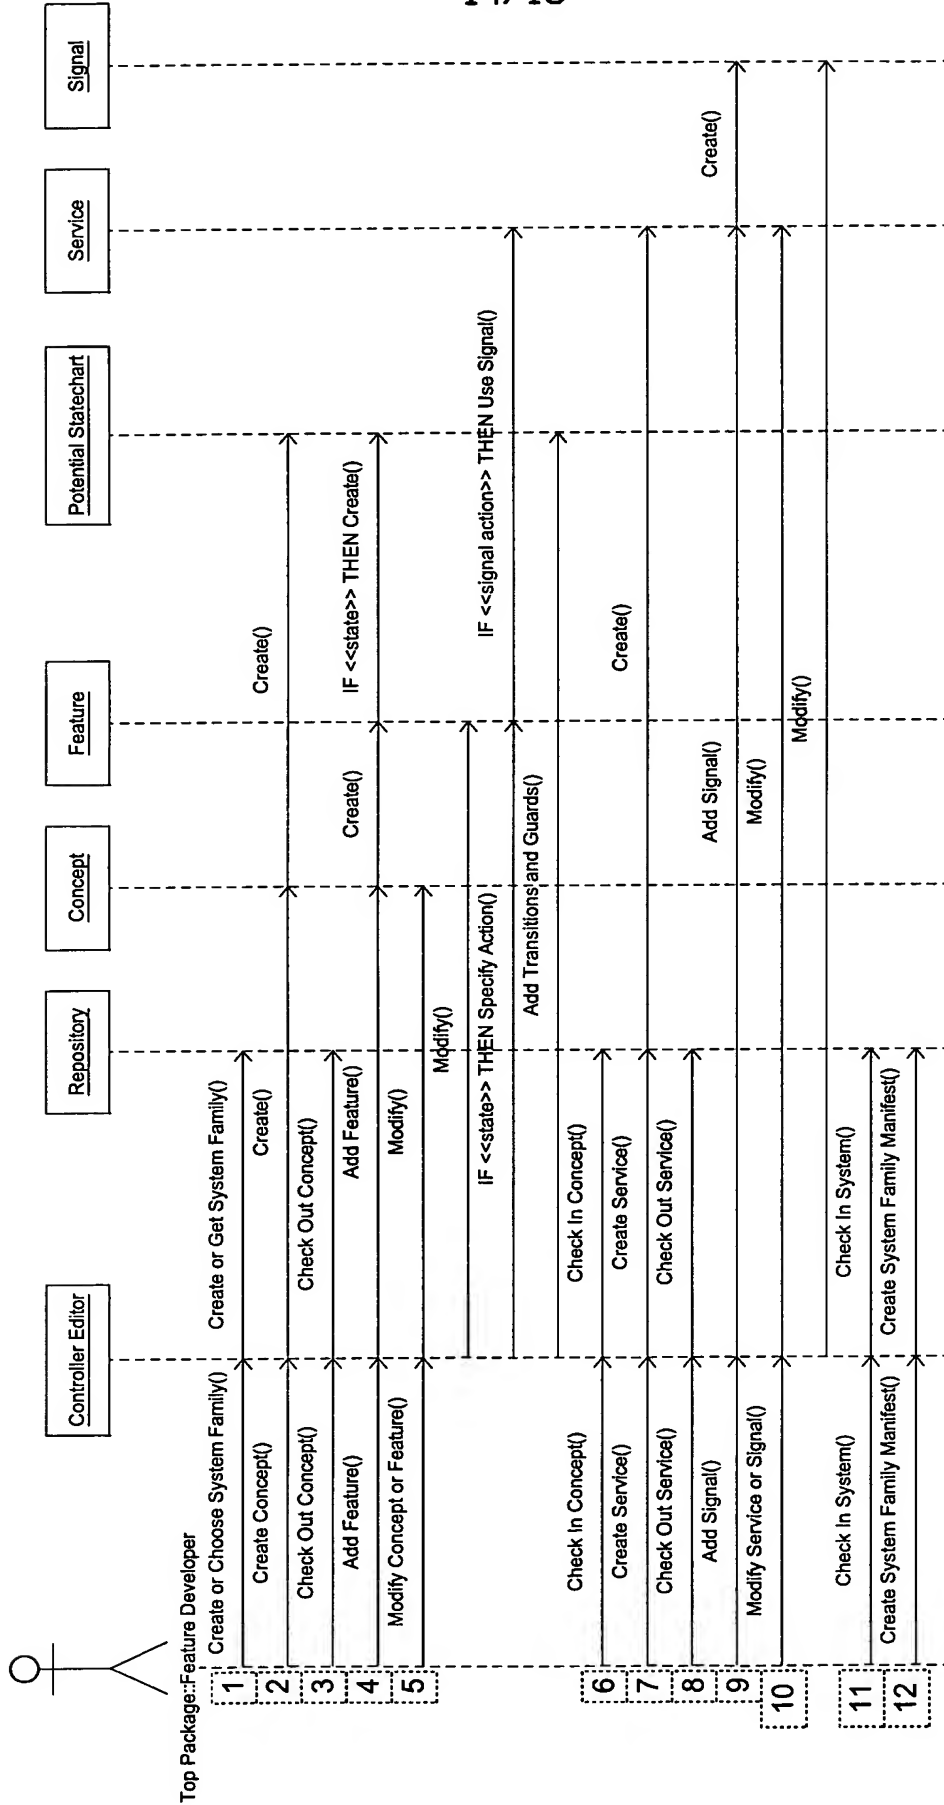 Top Package::Feature Developer
Controller Editor
Repository
Concept
Feature
Potential Statechart
Service
Signal
1
Create or Choose System Family()
Create or Get System Family()
2
Create Concept()
Create()
Create()
3
Check Out Concept()
Check Out Concept()
4
Add Feature()
Add Feature()
Create()
IF <<state>> THEN Create()
5
Modify Concept or Feature()
Modify()
Modify()
IF <<state>> THEN Specify Action()
IF <<signal action>> THEN Use Signal()
Add Transitions and Guards()
6
Check In Concept()
Check In Concept()
7
Create Service()
Create Service()
Create()
8
Check Out Service()
Check Out Service()
9
Add Signal()
Add Signal()
Create()
10
Modify Service or Signal()
Modify()
Modify()
11
Check In System()
Check In System()
12
Create System Family Manifest()
Create System Family Manifest()